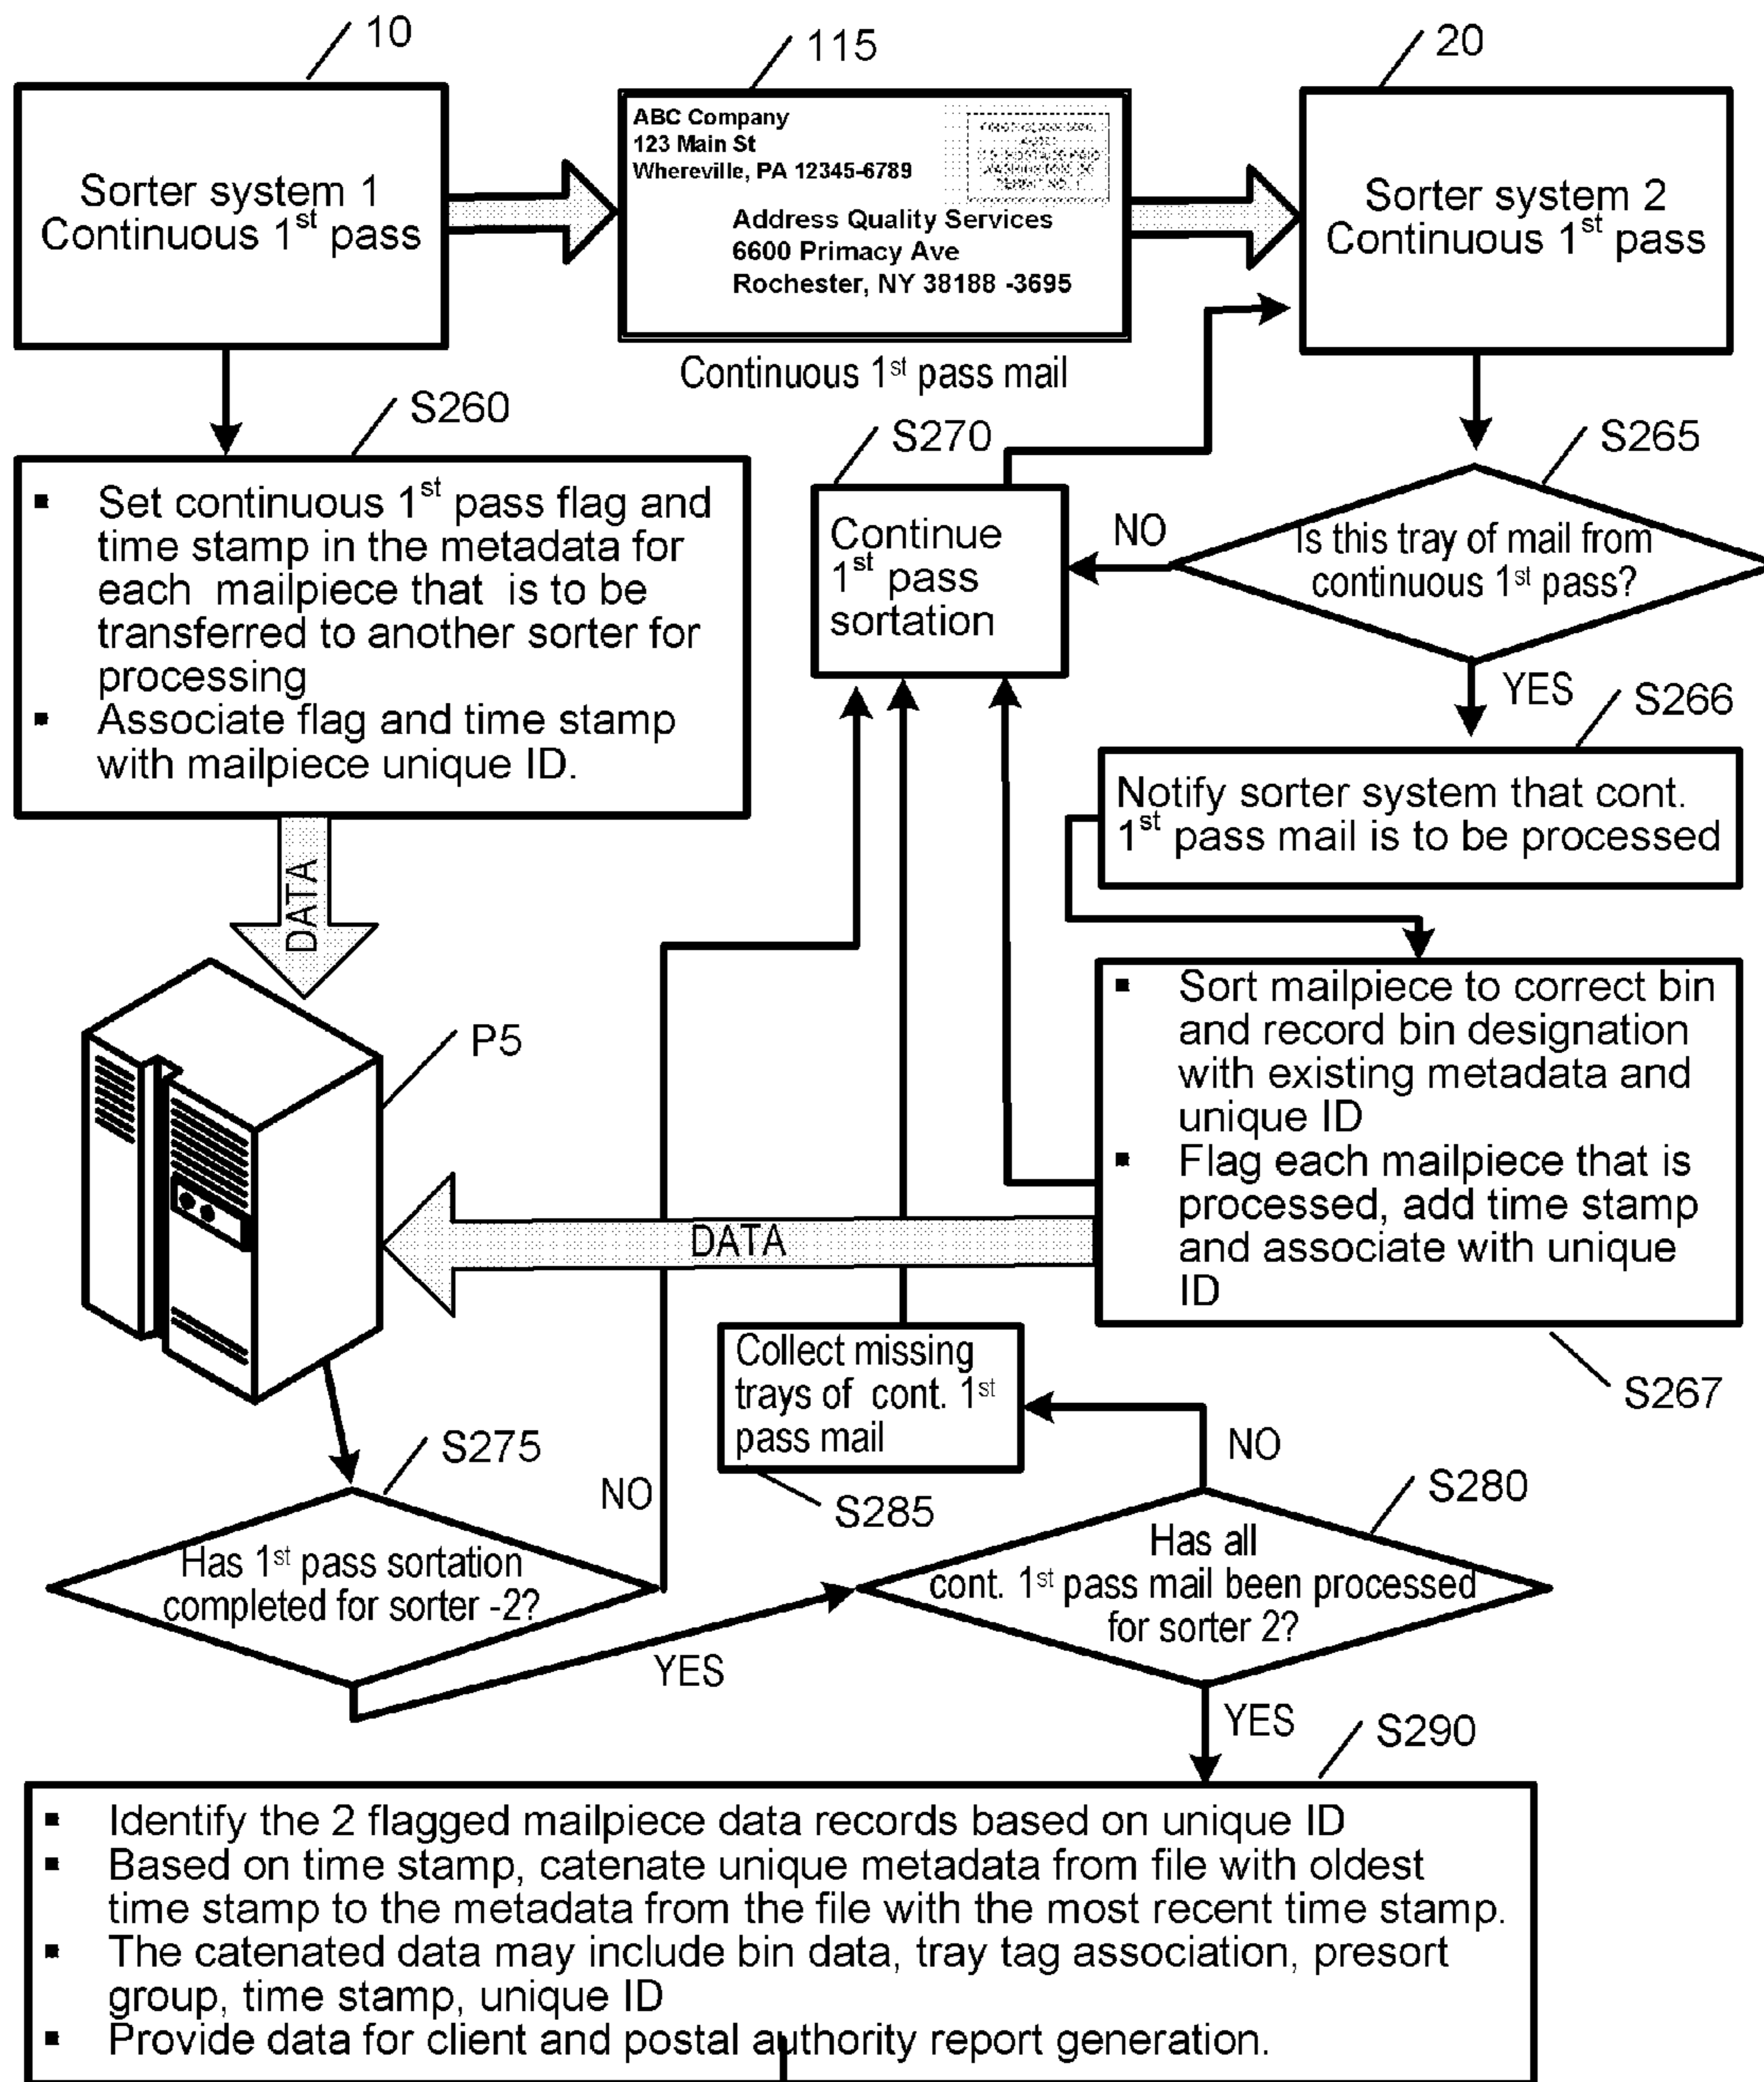 10
115
20
Sorter system 1
Continuous 1st pass
ABC Company
123 Main St
Whereville, PA 12345-6789
Address Quality Services
6600 Primacy Ave
Rochester, NY 38188 -3695
Sorter system 2
Continuous 1st pass
Continuous 1st pass mail
S260
S270
S265
▪ Set continuous 1st pass flag and
time stamp in the metadata for
each mailpiece that is to be
transferred to another sorter for
processing
▪ Associate flag and time stamp
with mailpiece unique ID.
Continue
1st pass
sortation
NO
Is this tray of mail from
continuous 1st pass?
YES
S266
Notify sorter system that cont.
1st pass mail is to be processed
DATA
P5
▪ Sort mailpiece to correct bin
and record bin designation
with existing metadata and
unique ID
▪ Flag each mailpiece that is
processed, add time stamp
and associate with unique
ID
DATA
S267
Collect missing
trays of cont. 1st
pass mail
S285
S275
NO
NO
S280
Has 1st pass sortation
completed for sorter -2?
YES
Has all
cont. 1st pass mail been processed
for sorter 2?
YES
S290
▪ Identify the 2 flagged mailpiece data records based on unique ID
▪ Based on time stamp, catenate unique metadata from file with oldest
time stamp to the metadata from the file with the most recent time stamp.
▪ The catenated data may include bin data, tray tag association, presort
group, time stamp, unique ID
▪ Provide data for client and postal authority report generation.